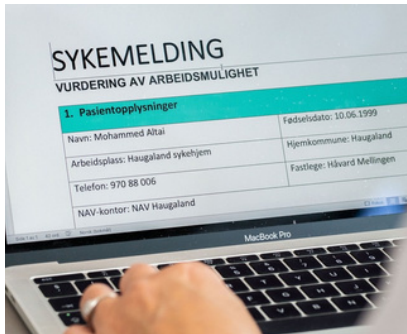 SYKEMELDING
VURDERING AV ARBEIDSMULIGHET
1. Pasientopplysninger
Navn: Mohammed Altai
Fødselsdato: 10.06.1999
Arbeidsplass: Haugaland sykehjem
Hjemkommune: Haugaland
Telefon: 970 88 006
Fastlege: Håvard Mellingen
NAV-kontor: NAV Haugaland
MacBook Pro